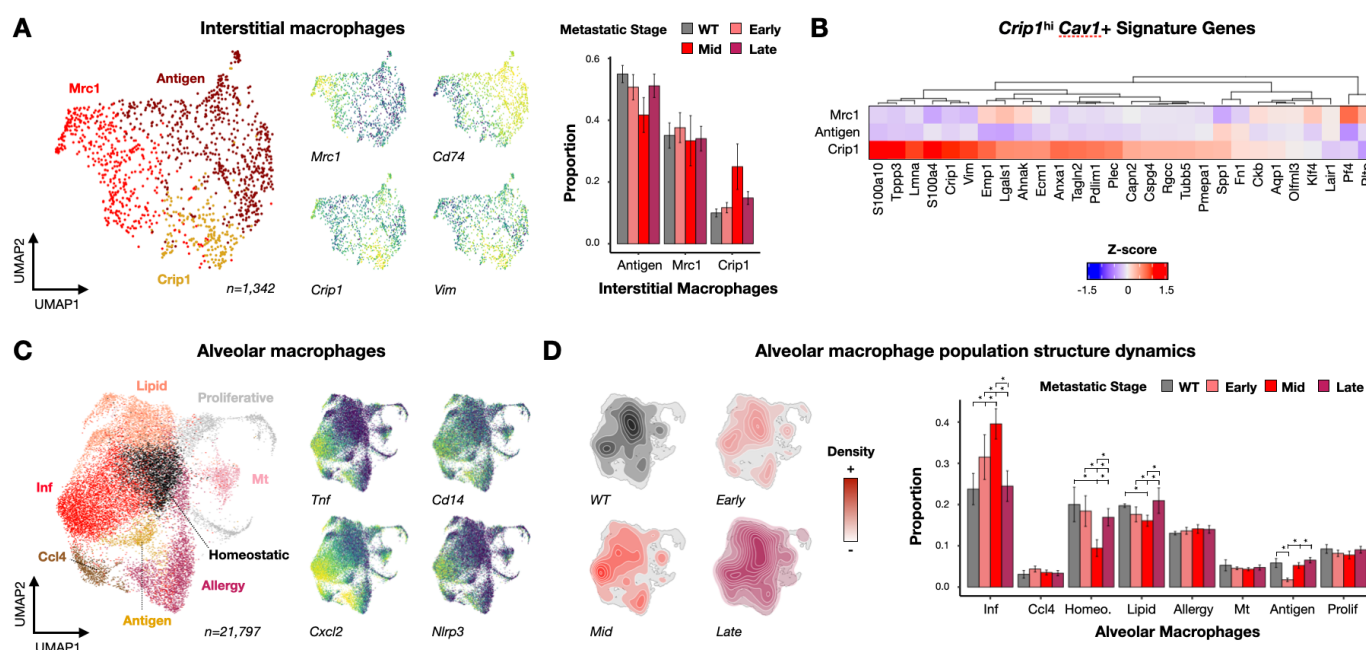 A
Interstitial macrophages
Mrc1
Antigen
Crip1
n=1,342
UMAP2
UMAP1
Mrc1
Cd74
Crip1
Vim
Metastatic Stage WT Early
Mid Late
Proportion
0.6
0.4
0.2
0.0
Antigen Mrc1 Crip1
Interstitial Macrophages
B
Crip1hi Cav1+ Signature Genes
Mrc1
Antigen
Crip1
S100a10
Tppp3
Lmna
S100a4
Crip1
Vim
Emp1
Lgals1
Ahnak
Ecm1
Anxa1
Tagln2
Pdlim1
Plec
Capn2
Cspg4
Rgcc
Tubb5
Pmepa1
Spp1
Fn1
Ckb
Aqp1
Olfml3
Klf4
Lair1
Pf4
Z-score
-1.5 0 1.5
C
Alveolar macrophages
Lipid
Proliferative
Inf
Mt
Homeostatic
Ccl4
Allergy
Antigen
n=21,797
UMAP2
UMAP1
Tnf
Cd14
Cxcl2
Nlrp3
D
Alveolar macrophage population structure dynamics
WT
Early
Mid
Late
Density
+
-
Metastatic Stage WT Early Mid Late
Proportion
0.4
0.3
0.2
0.1
0.0
* * * * * * * * * * * * * * * *
Inf Ccl4 Homeo. Lipid Allergy Mt Antigen Prolif
Alveolar Macrophages